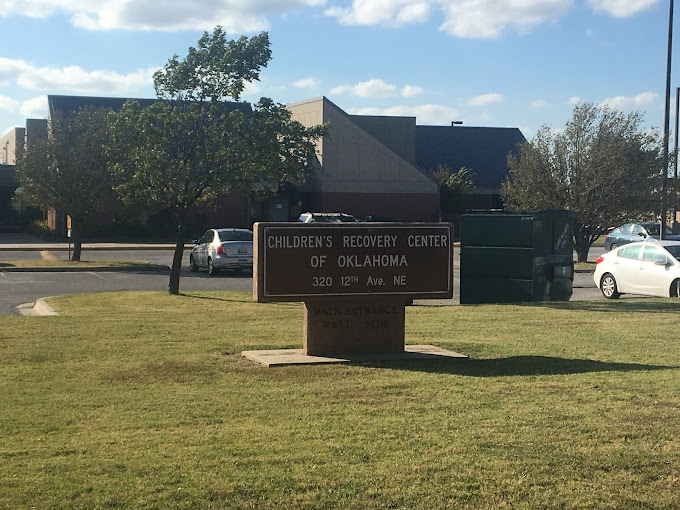 CHILDREN'S RECOVERY CENTER
OF OKLAHOMA
320 12TH AVE. NE
MAIN ENTRANCE
WEST SIDE